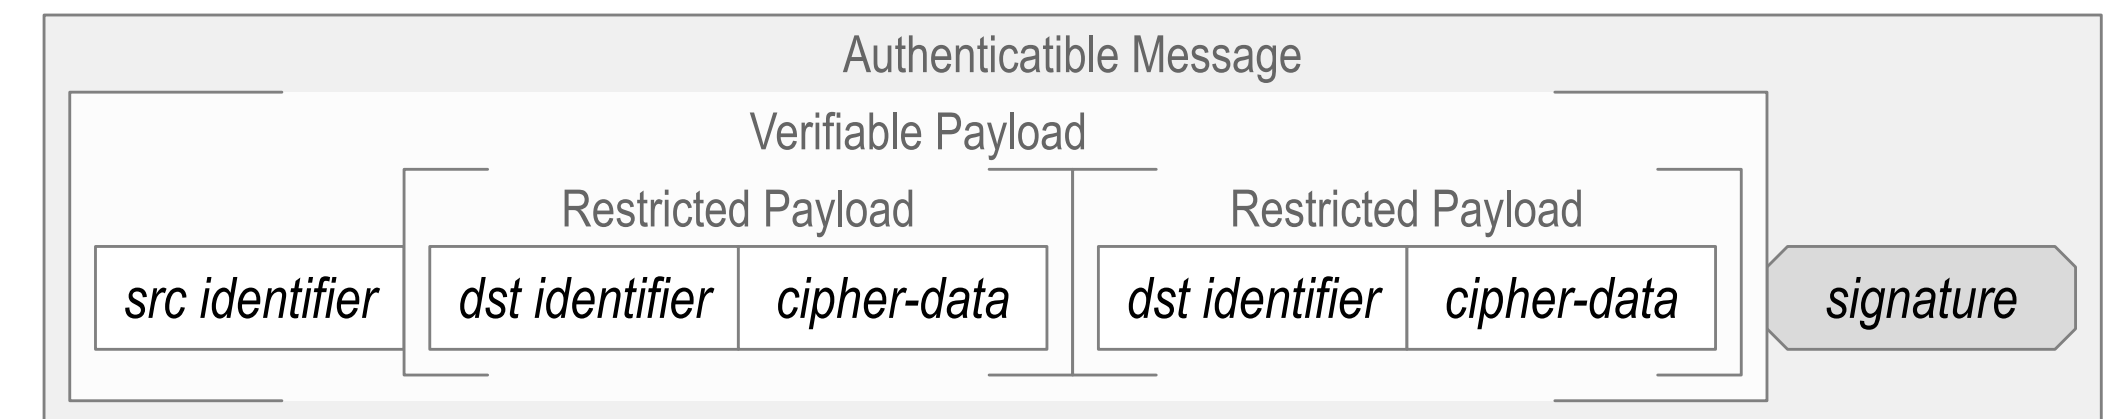 Authenticatible Message
Verifiable Payload
Restricted Payload Restricted Payload
src identifier dst identifier cipher-data dst identifier cipher-data signature